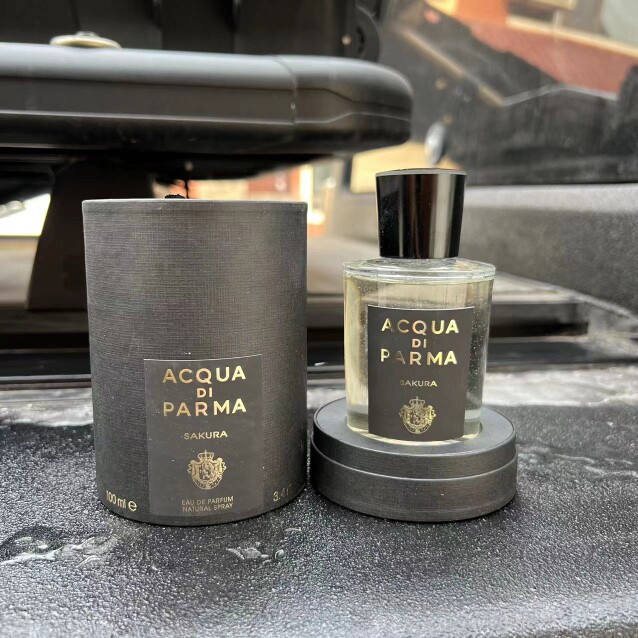 ACQUA
DI
PARMA
SAKURA
EAU DE PARFUM
NATURAL SPRAY
100 ml e
3.4
ACQUA
DI
PARMA
SAKURA